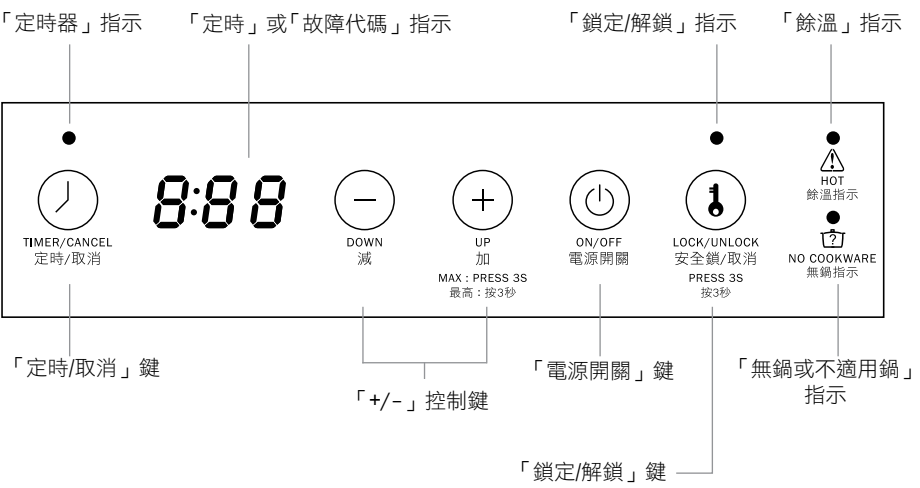 「定時器」指示
「定時」或「故障代碼」指示
「鎖定/解鎖」指示
「餘溫」指示
8:88
TIMER/CANCEL
定時/取消
DOWN
減
UP
加
MAX : PRESS 3S
最高：按3秒
ON/OFF
電源開關
LOCK/UNLOCK
安全鎖/取消
PRESS 3S
按3秒
HOT
餘溫指示
NO COOKWARE
無鍋指示
「定時/取消」鍵
「+/–」控制鍵
「電源開關」鍵
「鎖定/解鎖」鍵
「無鍋或不適用鍋」
指示